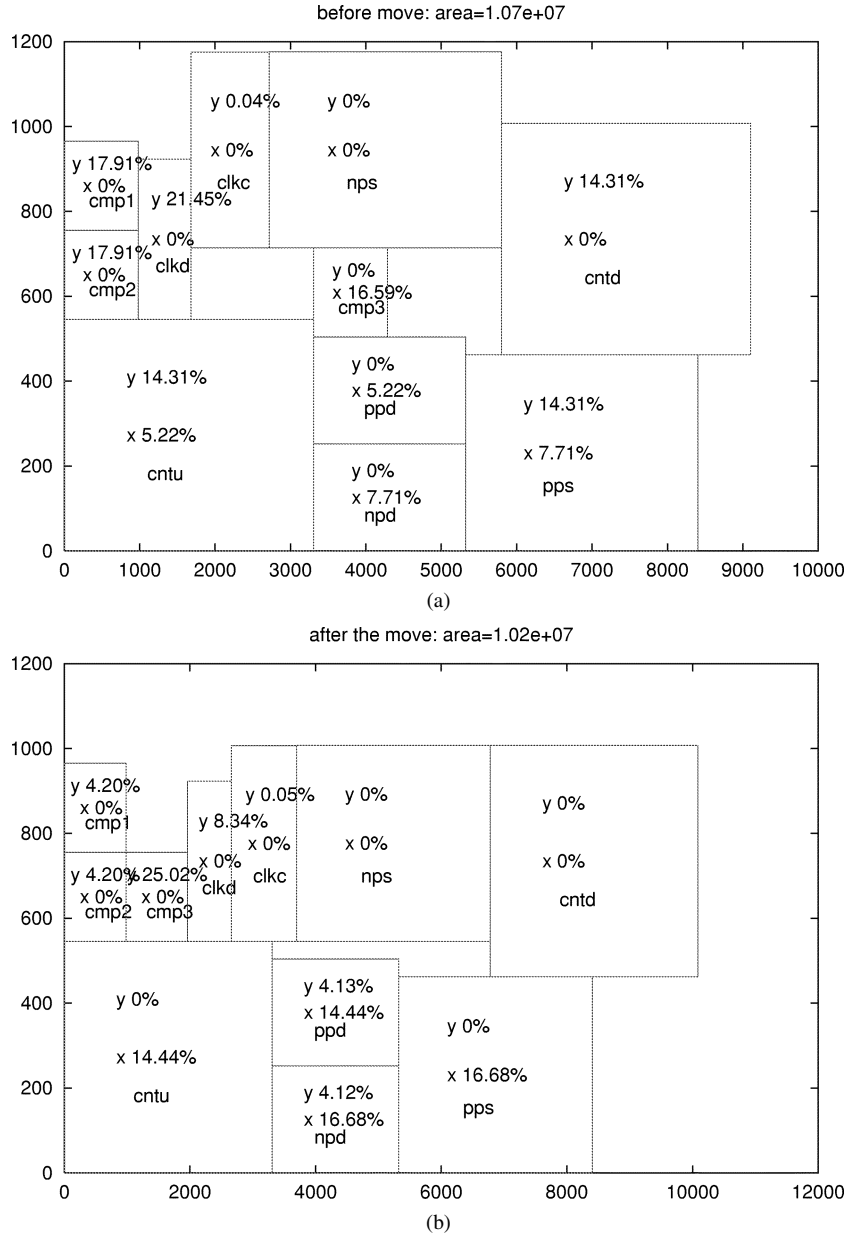 before move: area=1.07e+07
1200
1000
800
600
400
200
0
y 0.04%
x 0%
clkc
y 0%
x 0%
nps
y 17.91%
x 0%
cmp1
y 21.45%
x 0%
clkd
y 14.31%
x 0%
cntd
y 17.91%
x 0%
cmp2
y 0%
x 16.59%
cmp3
y 14.31%
x 5.22%
cntu
y 0%
x 5.22%
ppd
y 14.31%
x 7.71%
pps
y 0%
x 7.71%
npd
0 1000 2000 3000 4000 5000 6000 7000 8000 9000 10000
(a)
after the move: area=1.02e+07
1200
1000
800
600
400
200
0
y 4.20%
x 0%
cmp1
y 8.34%
x 0%
clkd
y 0.05%
x 0%
clkc
y 0%
x 0%
nps
y 0%
x 0%
cntd
y 4.20%
x 0%
cmp2
y 25.02%
x 0%
cmp3
y 0%
x 14.44%
cntu
y 4.13%
x 14.44%
ppd
y 0%
x 16.68%
pps
y 4.12%
x 16.68%
npd
0 2000 4000 6000 8000 10000 12000
(b)